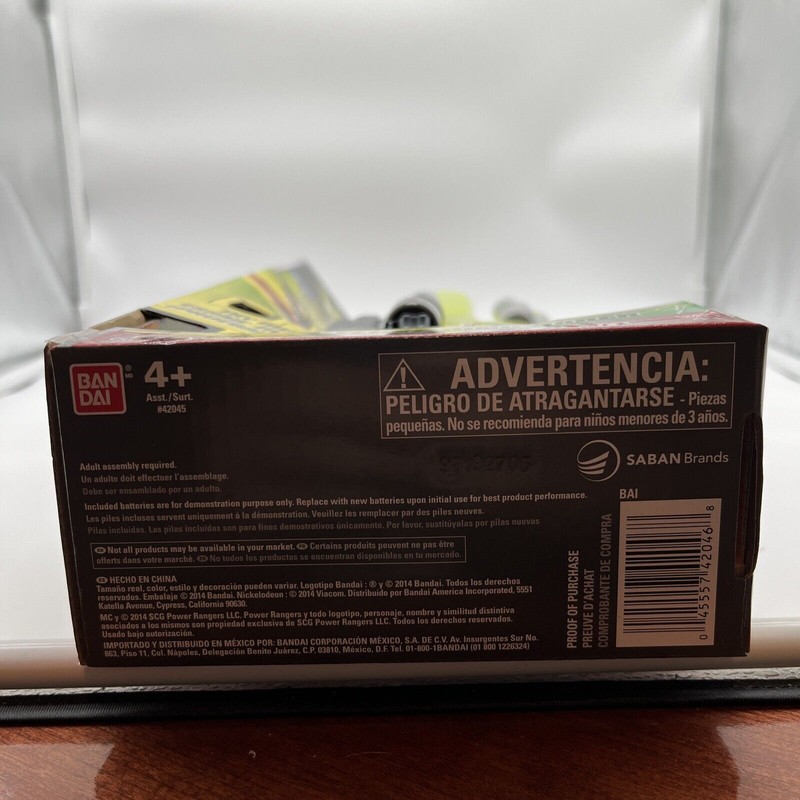 BAN
DAI
® MD
4+
Asst./Surt.
#42045
ADVERTENCIA:
PELIGRO DE ATRAGANTARSE - Piezas
pequeñas. No se recomienda para niños menores de 3 años.
SABAN Brands
Adult assembly required.
Un adulto doit effectuer l'assemblage.
Debe ser ensamblado por un adulto.
Included batteries are for demonstration purpose only. Replace with new batteries upon initial use for best product performance.
Les piles incluses servent uniquement à la démonstration. Veuillez les remplacer par des piles neuves.
Pilas incluidas. Las pilas incluidas son para fines demostrativos únicamente. Por favor, sustitúyalas por pilas nuevas
Not all products may be available in your market. Certains produits peuvent ne pas être
offerts dans votre marché. No todos los productos se encuentran disponibles en tu mercado.
HECHO EN CHINA
Tamaño real, color, estilo y decoración pueden variar. Logotipo Bandai : ® y © 2014 Bandai. Todos los derechos
reservados. Embalaje © 2014 Bandai. Nickelodeon : © 2014 Viacom. Distribuido por Bandai America Incorporated, 5551
Katella Avenue, Cypress, California 90630.
MC y © 2014 SCG Power Rangers LLC. Power Rangers y todo logotipo, personaje, nombre y similitud distintiva
asociados a los mismos son propiedad exclusiva de SCG Power Rangers LLC. Todos los derechos reservados.
Usado bajo autorización.
IMPORTADO Y DISTRIBUIDO EN MÉXICO POR: BANDAI CORPORACIÓN MÉXICO, S.A. DE C.V. Av. Insurgentes Sur No.
863, Piso 11, Col. Nápoles, Delegación Benito Juárez, C.P. 03810, México, D.F. Tel. 01-800-1BANDAI (01 800 1226324)
PROOF OF PURCHASE
PREUVE D'ACHAT
COMPROBANTE DE COMPRA
BAI
0 45557 42046 8